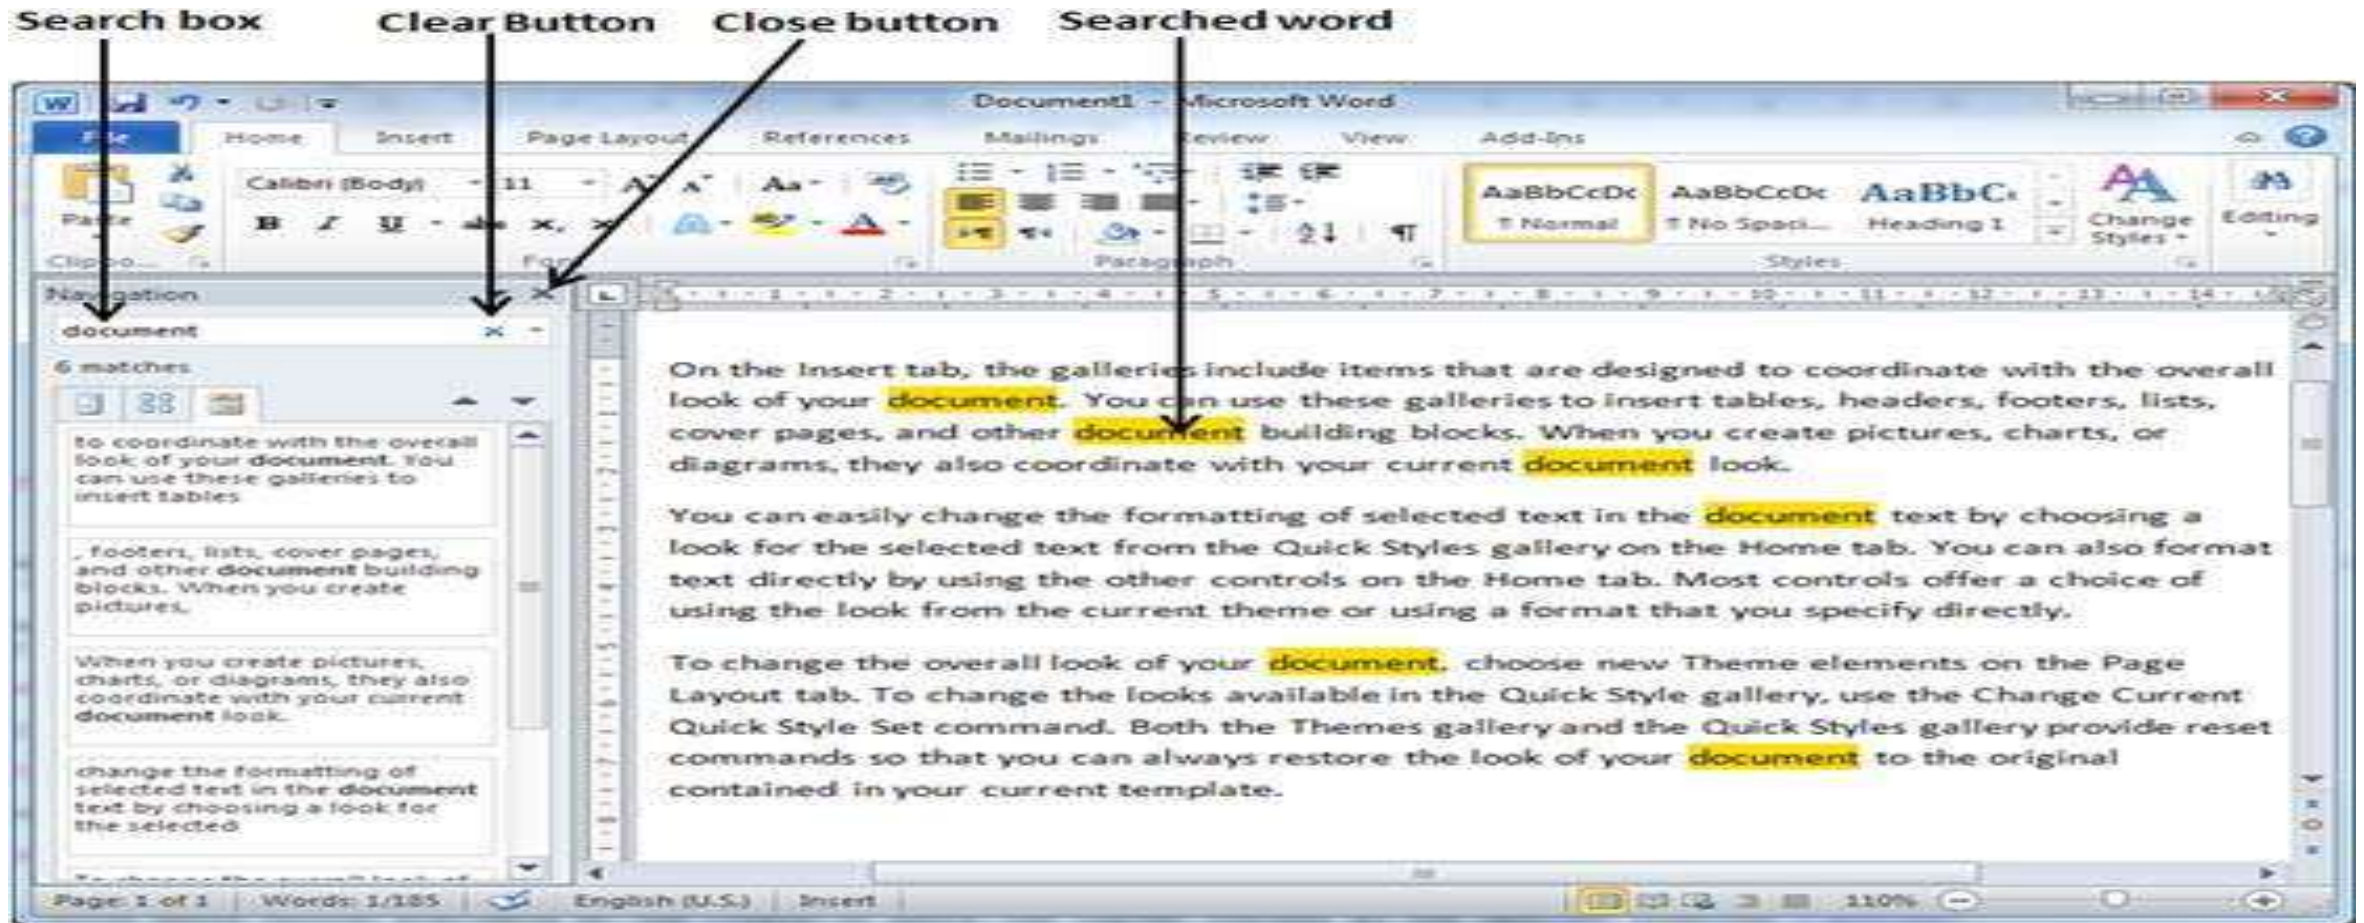 Search box Clear Button Close button Searched word
Document1 - Microsoft Word
File Home Insert Page Layout References Mailings Review View Add-Ins
Calibri (Body) 11 Aa AaBbCcDc AaBbCcDc AaBbC
Paste B I U abc ¶ Normal ¶ No Spaci... Heading 1 Change Styles Editing
Clipbo... Font Paragraph Styles
Navigation
document
6 matches
to coordinate with the overall
look of your document. You
can use these galleries to
insert tables
, footers, lists, cover pages,
and other document building
blocks. When you create
pictures,
When you create pictures,
charts, or diagrams, they also
coordinate with your current
document look.
change the formatting of
selected text in the document
text by choosing a look for
the selected
To change the overall look of
On the Insert tab, the galleries include items that are designed to coordinate with the overall
look of your document. You can use these galleries to insert tables, headers, footers, lists,
cover pages, and other document building blocks. When you create pictures, charts, or
diagrams, they also coordinate with your current document look.
You can easily change the formatting of selected text in the document text by choosing a
look for the selected text from the Quick Styles gallery on the Home tab. You can also format
text directly by using the other controls on the Home tab. Most controls offer a choice of
using the look from the current theme or using a format that you specify directly.
To change the overall look of your document, choose new Theme elements on the Page
Layout tab. To change the looks available in the Quick Style gallery, use the Change Current
Quick Style Set command. Both the Themes gallery and the Quick Styles gallery provide reset
commands so that you can always restore the look of your document to the original
contained in your current template.
Page: 1 of 1 Words: 1/185 English (U.S.) Insert 110%